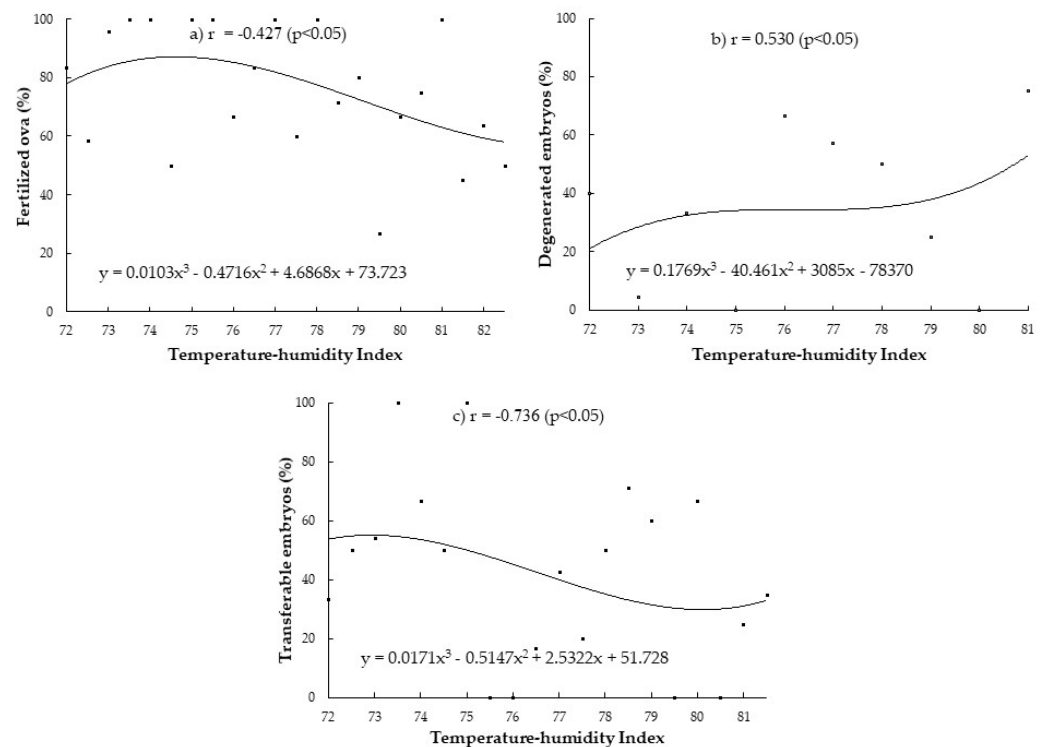 a) r = -0.427 (p<0.05)
Fertilized ova (%)
100
80
60
40
20
0
y = 0.0103x³ - 0.4716x² + 4.6868x + 73.723
72 73 74 75 76 77 78 79 80 81 82
Temperature-humidity Index
b) r = 0.530 (p<0.05)
Degenerated embryos (%)
100
80
60
40
20
0
y = 0.1769x³ - 40.461x² + 3085x - 78370
72 73 74 75 76 77 78 79 80 81
Temperature-humidity Index
c) r = -0.736 (p<0.05)
Transferable embryos (%)
100
80
60
40
20
0
y = 0.0171x³ - 0.5147x² + 2.5322x + 51.728
72 73 74 75 76 77 78 79 80 81
Temperature-humidity Index